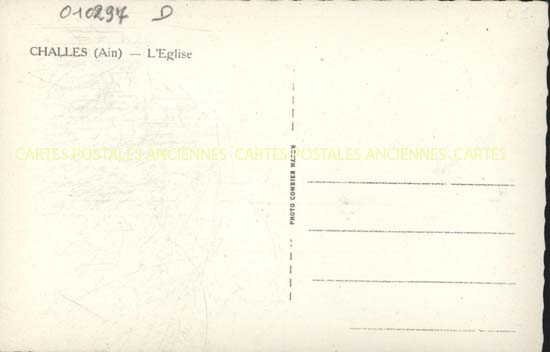 010297 D
CHALLES (Ain) — L'Eglise
CARTES POSTALES ANCIENNES CARTES POSTALES ANCIENNES CARTES
PHOTO COMBIER MACON